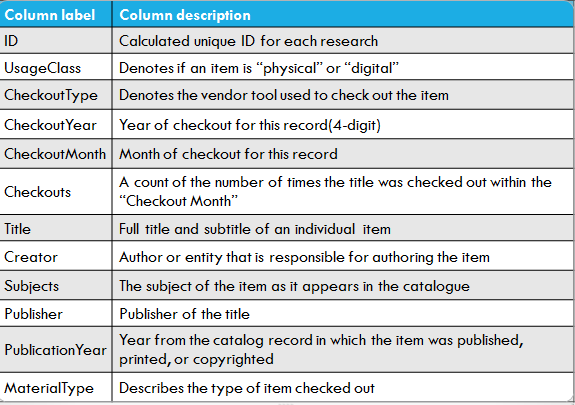 Column label Column description
ID Calculated unique ID for each research
UsageClass Denotes if an item is “physical” or “digital”
CheckoutType Denotes the vendor tool used to check out the item
CheckoutYear Year of checkout for this record(4-digit)
CheckoutMonth Month of checkout for this record
Checkouts A count of the number of times the title was checked out within the
“Checkout Month”
Title Full title and subtitle of an individual item
Creator Author or entity that is responsible for authoring the item
Subjects The subject of the item as it appears in the catalogue
Publisher Publisher of the title
PublicationYear Year from the catalog record in which the item was published,
printed, or copyrighted
MaterialType Describes the type of item checked out